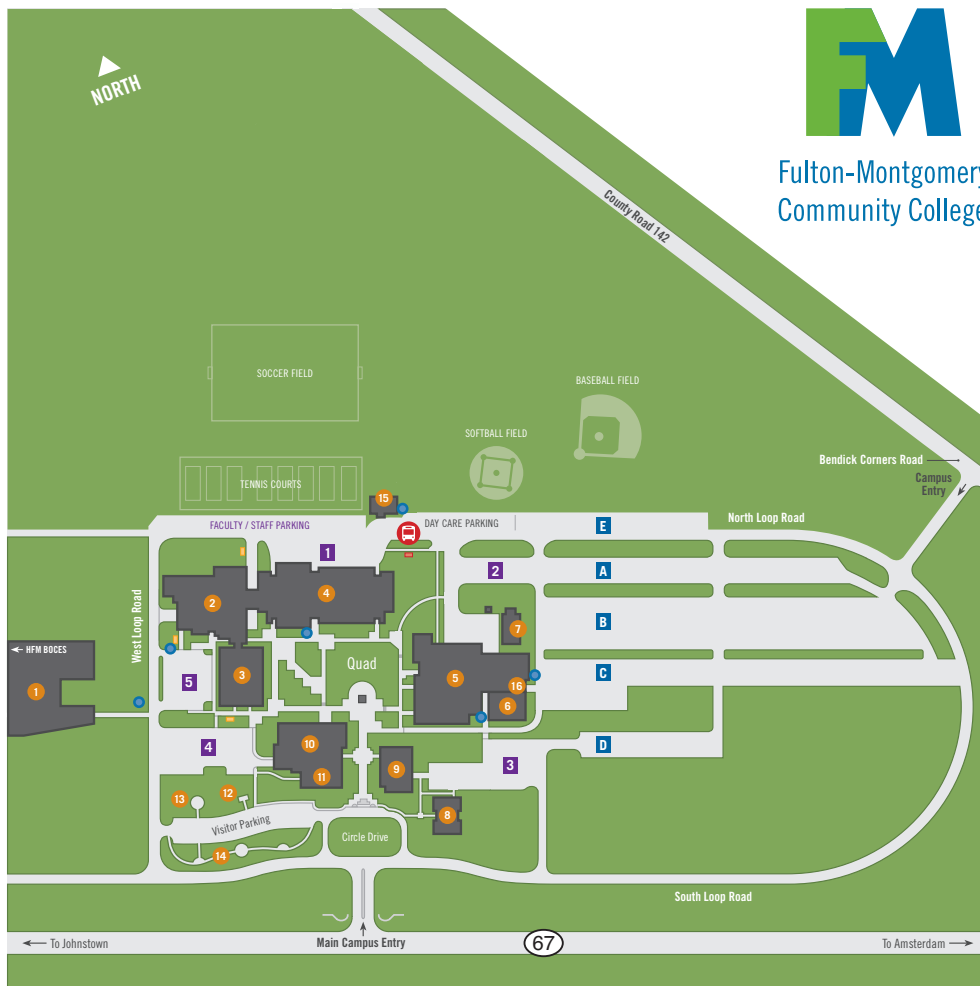 NORTH
FM
Fulton-Montgomery
Community College
County Road 142
SOCCER FIELD
BASEBALL FIELD
SOFTBALL FIELD
TENNIS COURTS
Bendick Corners Road
Campus
Entry
15
FACULTY / STAFF PARKING
DAY CARE PARKING
E
North Loop Road
1
2
A
2
4
B
7
West Loop Road
HFM BOCES
1
3
Quad
5
5
16
6
C
4
10
11
9
3
D
13
12
8
Visitor Parking
Circle Drive
14
South Loop Road
To Johnstown
Main Campus Entry
67
To Amsterdam